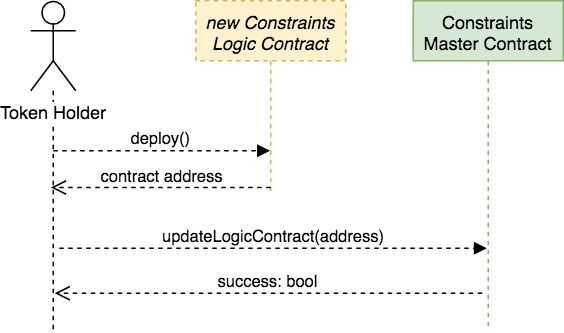 new Constraints
Logic Contract
Constraints
Master Contract
Token Holder
deploy()
contract address
updateLogicContract(address)
success: bool